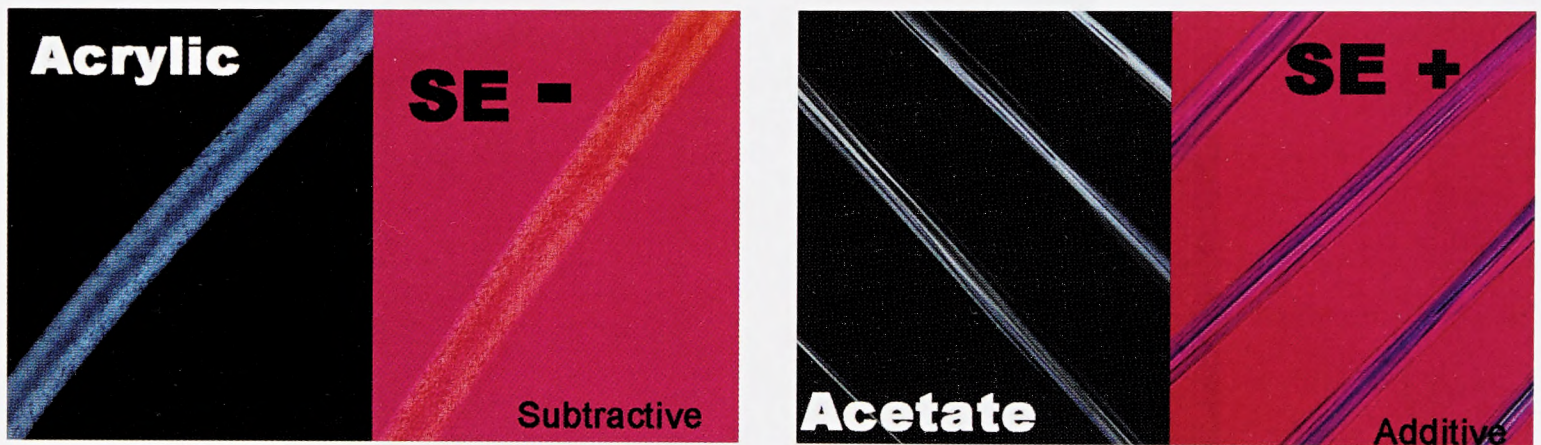 Acrylic
SE -
Subtractive
Acetate
SE +
Additive